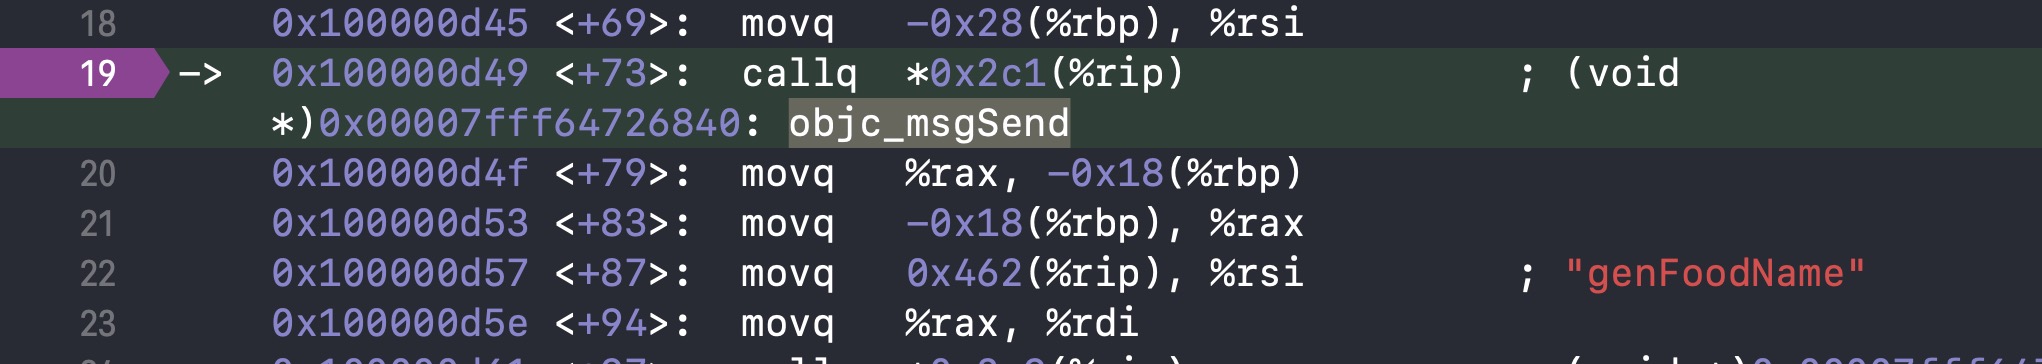 18 0x100000d45 <+69>: movq -0x28(%rbp), %rsi
19 -> 0x100000d49 <+73>: callq *0x2c1(%rip) ; (void
*)0x00007fff64726840: objc_msgSend
20 0x100000d4f <+79>: movq %rax, -0x18(%rbp)
21 0x100000d53 <+83>: movq -0x18(%rbp), %rax
22 0x100000d57 <+87>: movq 0x462(%rip), %rsi ; "genFoodName"
23 0x100000d5e <+94>: movq %rax, %rdi